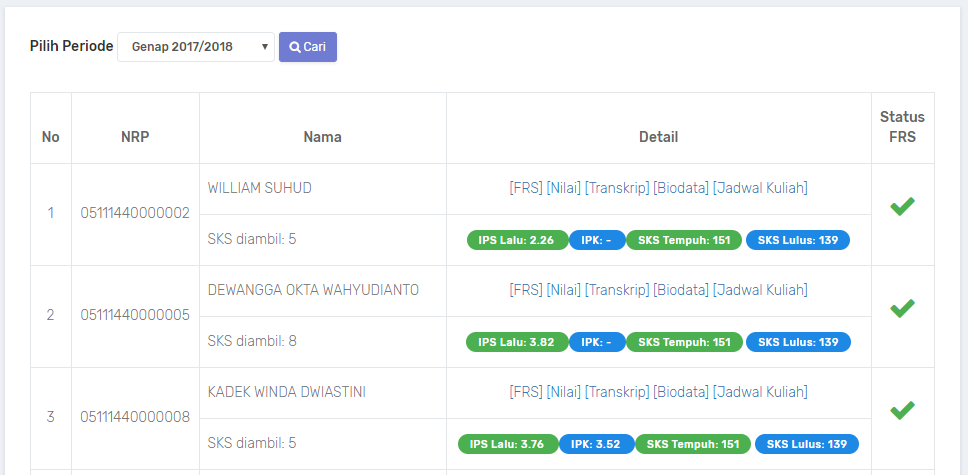 Pilih Periode Genap 2017/2018 Cari
No NRP Nama Detail Status FRS
1 05111440000002 WILLIAM SUHUD [FRS] [Nilai] [Transkrip] [Biodata] [Jadwal Kuliah]
SKS diambil: 5 IPS Lalu: 2.26 IPK: - SKS Tempuh: 151 SKS Lulus: 139
2 05111440000005 DEWANGGA OKTA WAHYUDIANTO [FRS] [Nilai] [Transkrip] [Biodata] [Jadwal Kuliah]
SKS diambil: 8 IPS Lalu: 3.82 IPK: - SKS Tempuh: 151 SKS Lulus: 139
3 05111440000008 KADEK WINDA DWIASTINI [FRS] [Nilai] [Transkrip] [Biodata] [Jadwal Kuliah]
SKS diambil: 5 IPS Lalu: 3.76 IPK: 3.52 SKS Tempuh: 151 SKS Lulus: 139